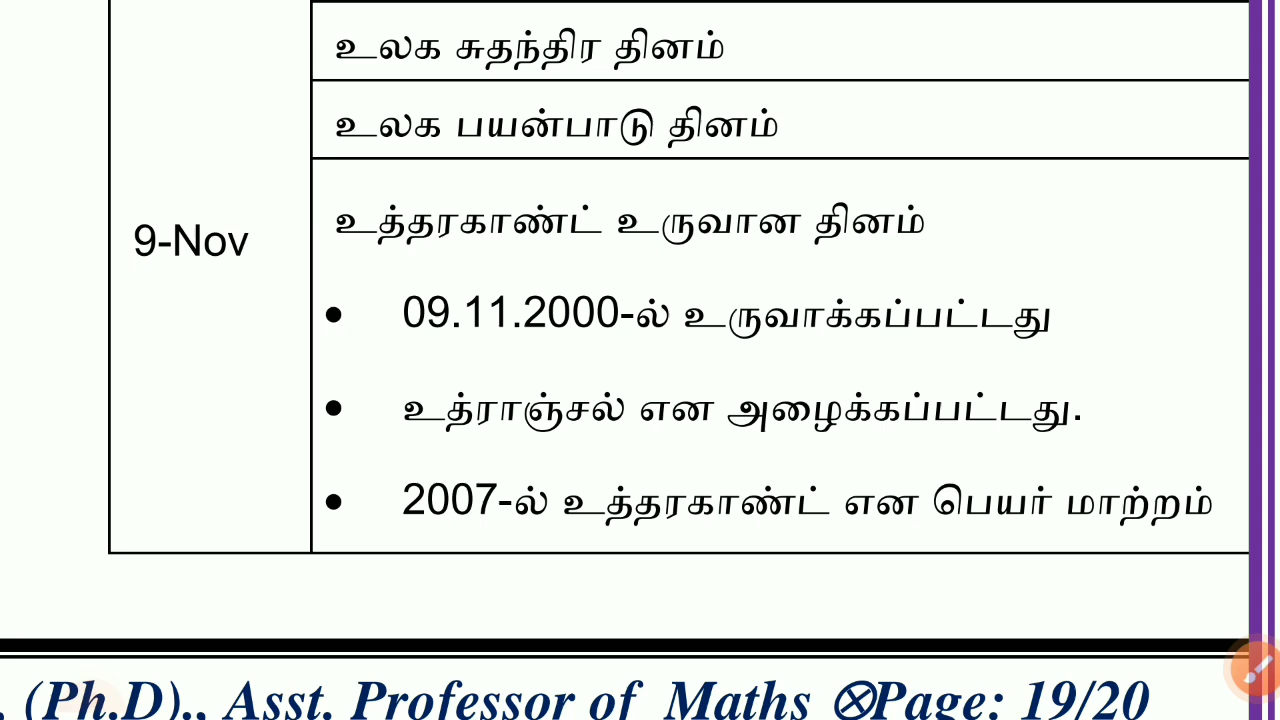 உலக சுதந்திர தினம்
உலக பயன்பாடு தினம்
9-Nov
உத்தரகாண்ட் உருவான தினம்
• 09.11.2000-ல் உருவாக்கப்பட்டது
• உத்ராஞ்சல் என அழைக்கப்பட்டது.
• 2007-ல் உத்தரகாண்ட் என பெயர் மாற்றம்
. (Ph.D)., Asst. Professor of Maths ⊗Page: 19/20